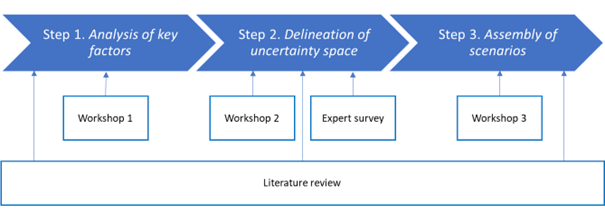 Step 1. Analysis of key
factors
Step 2. Delineation of
uncertainty space
Step 3. Assembly of
scenarios
Workshop 1
Workshop 2
Expert survey
Workshop 3
Literature review